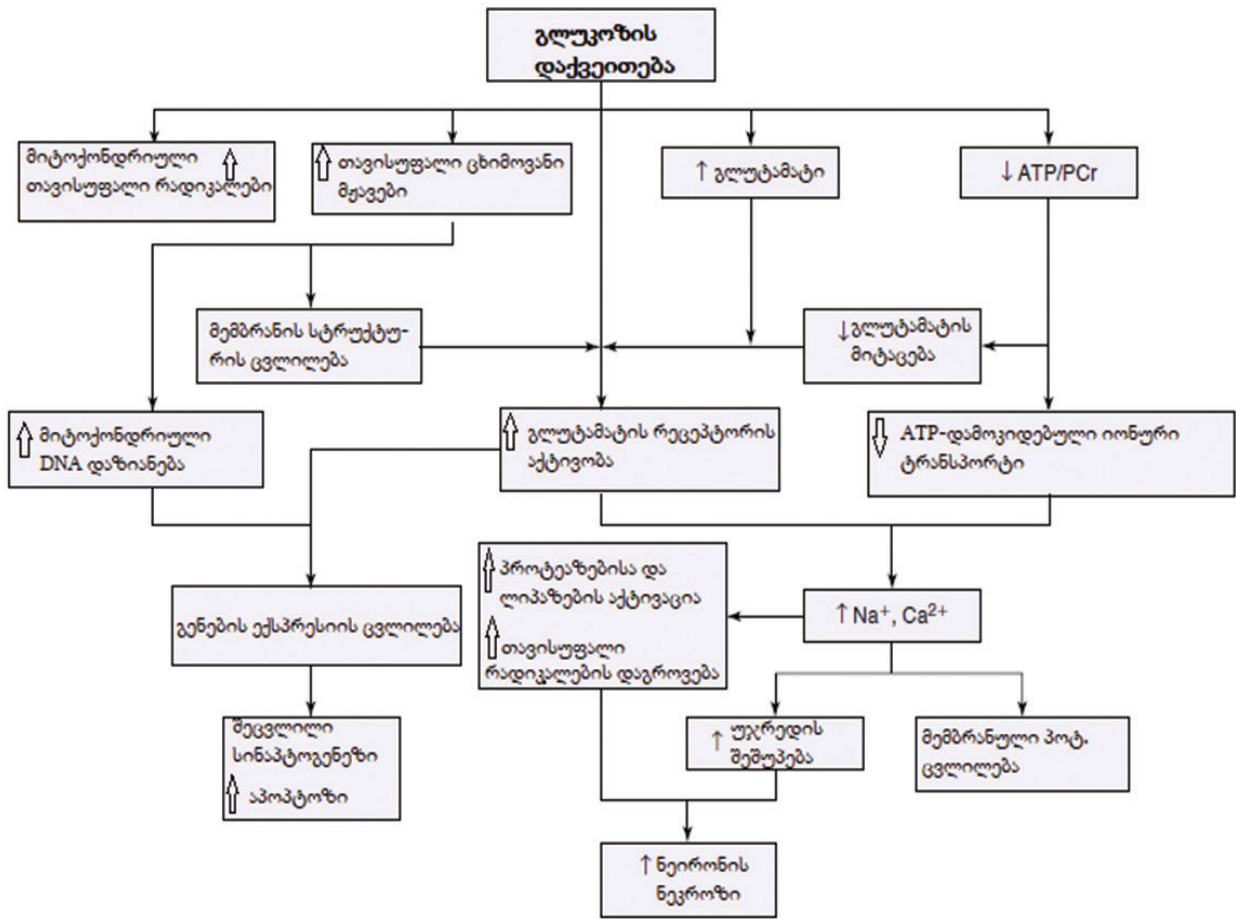 გლუკოზის
დაქვეითება
მიტოქონდრიული ⇧
თავისუფალი რადიკალები
⇧ თავისუფალი ცხიმოვანი
მჟავები
↑ გლუტამატი
↓ ATP/PCr
მემბრანის სტრუქტუ-
რის ცვლილება
↓გლუტამატის
მიტაცება
⇧ მიტოქონდრიული
DNA დაზიანება
⇧ გლუტამატის რეცეპტორის
აქტივობა
⇩ ATP-დამოკიდებული იონური
ტრანსპორტი
⇧ პროტეაზებისა და
ლიპაზების აქტივაცია
⇧ თავისუფალი
რადიკალების დაგროვება
გენების ექსპრესიის ცვლილება
↑ Na⁺, Ca²⁺
შეცვლილი
სინაპტოგენეზი
⇧ აპოპტოზი
↑ უჯრედის
შეშუპება
მემბრანული პოტ.
ცვლილება
↑ ნეირონის
ნეკროზი